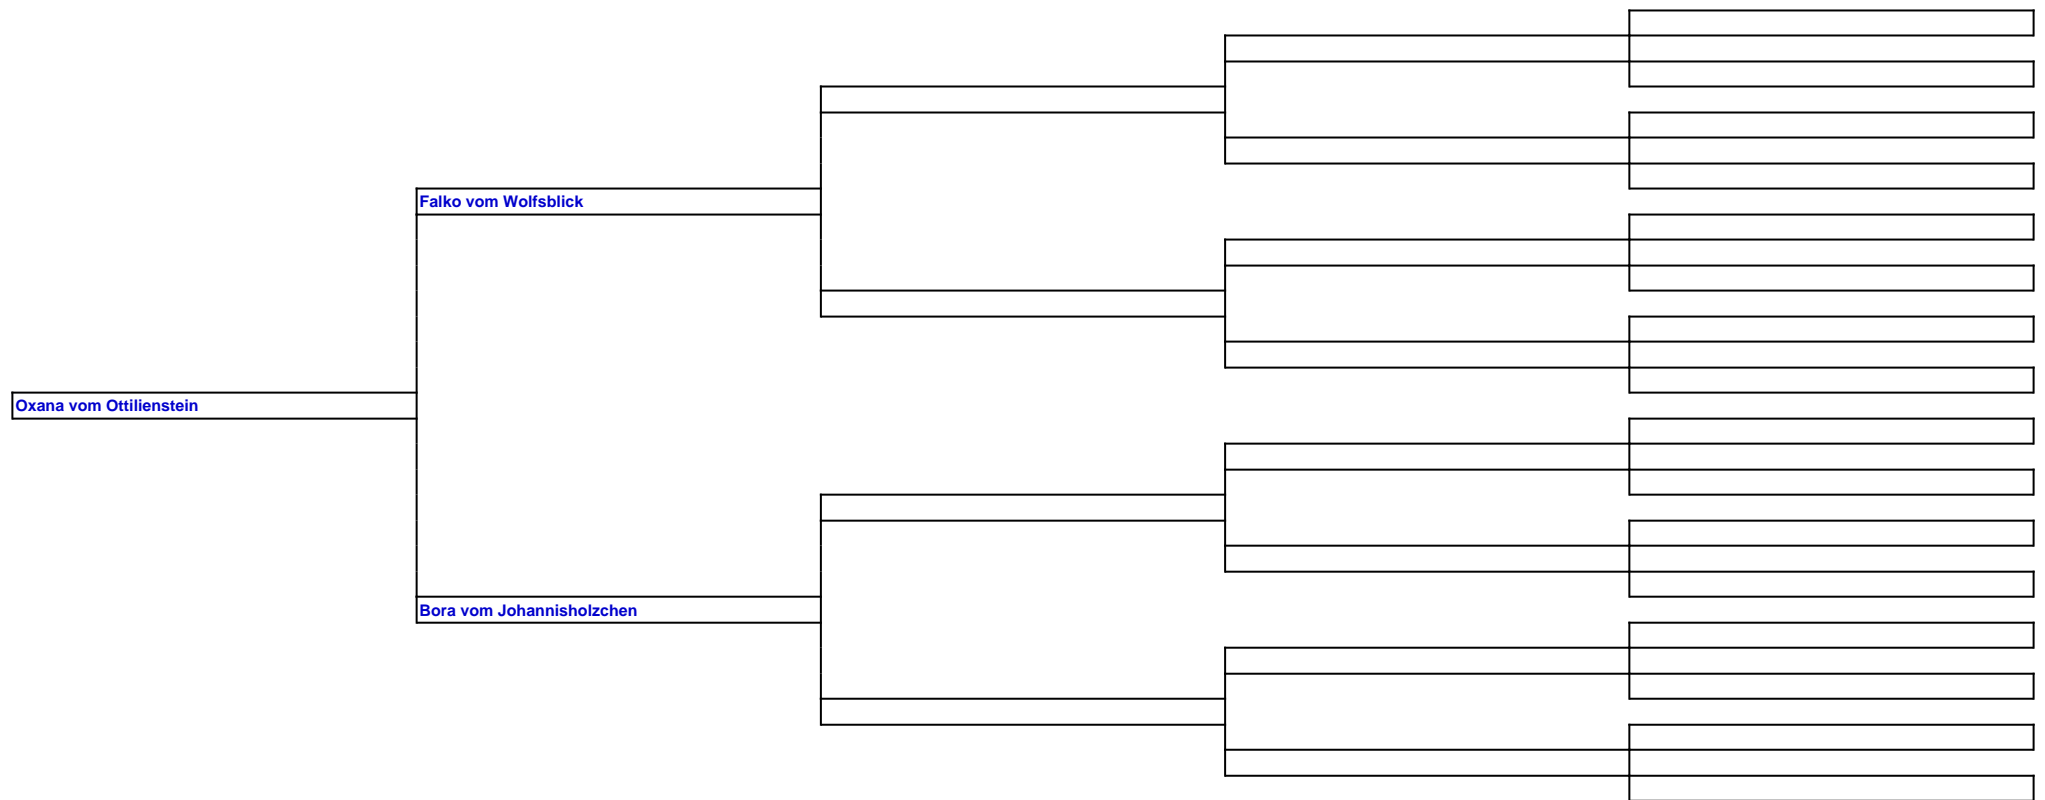 Falko vom Wolfsblick
Oxana vom Ottilienstein
Bora vom Johannisholzchen